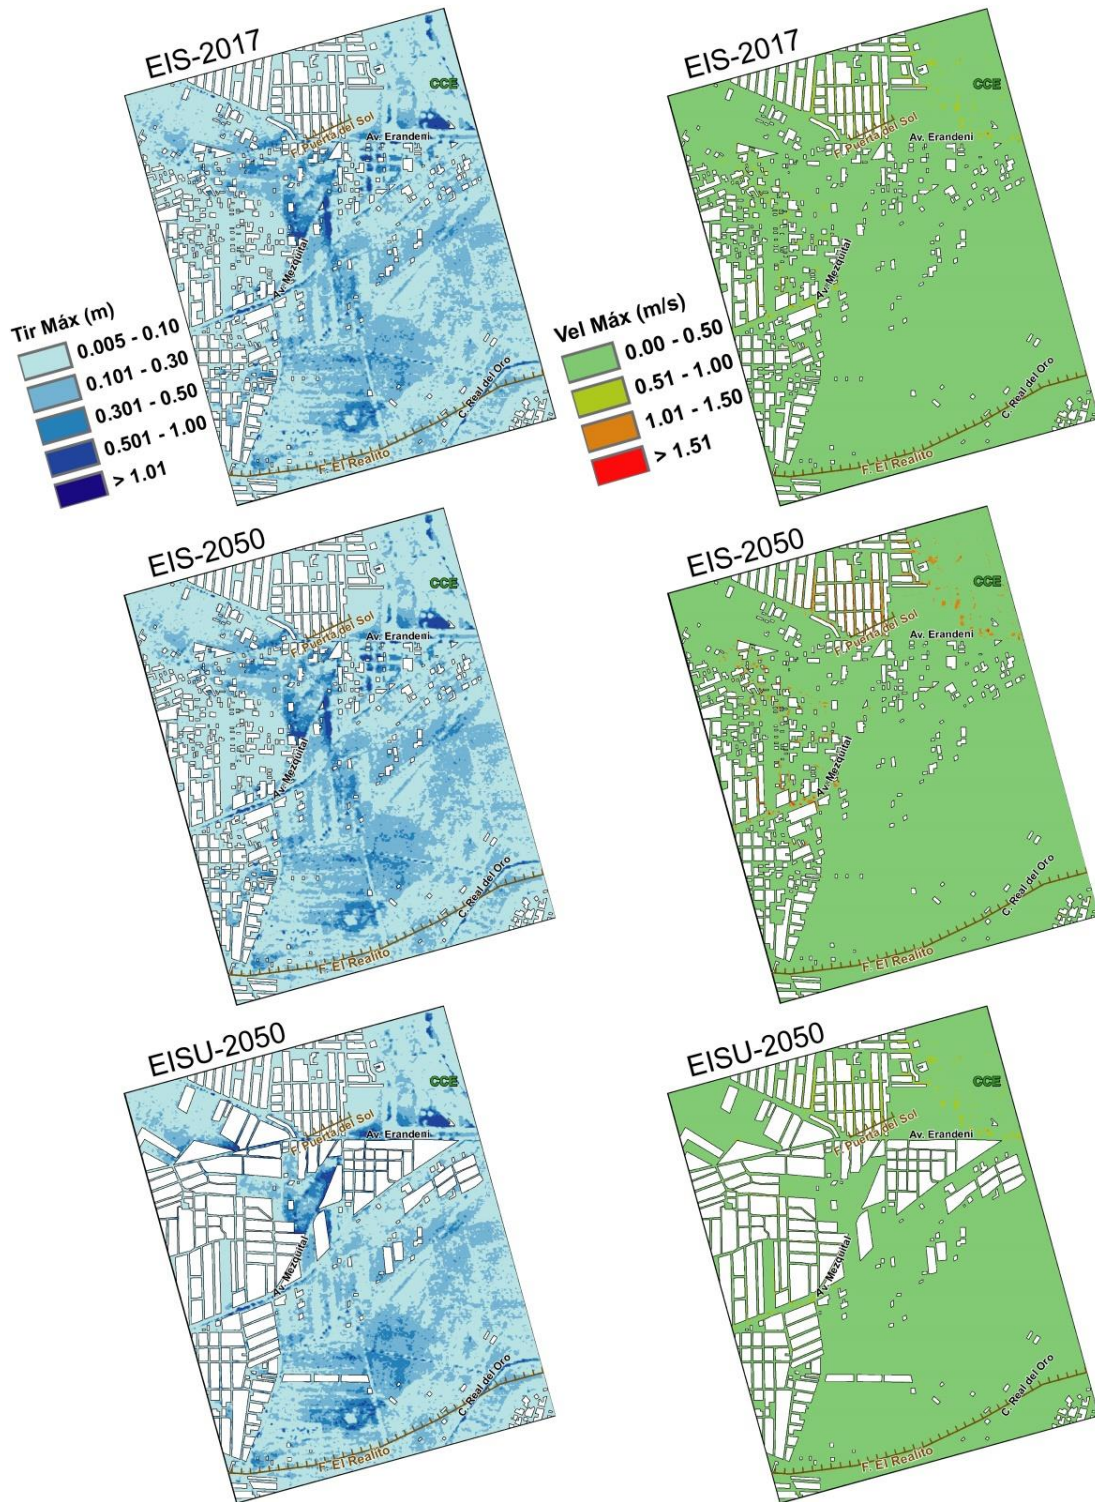 EIS-2017
CCE
F. Puerta del Sol
Av. Erandeni
Av. Mezquital
Tir Máx (m)
0.005 - 0.10
0.101 - 0.30
0.301 - 0.50
0.501 - 1.00
> 1.01
C. Real del Oro
F. El Realito
EIS-2017
CCE
F. Puerta del Sol
Av. Erandeni
Av. Mezquital
Vel Máx (m/s)
0.00 - 0.50
0.51 - 1.00
1.01 - 1.50
> 1.51
C. Real del Oro
F. El Realito
EIS-2050
CCE
F. Puerta del Sol
Av. Erandeni
Av. Mezquital
C. Real del Oro
F. El Realito
EIS-2050
CCE
F. Puerta del Sol
Av. Erandeni
Av. Mezquital
C. Real del Oro
F. El Realito
EISU-2050
CCE
F. Puerta del Sol
Av. Erandeni
Av. Mezquital
C. Real del Oro
F. El Realito
EISU-2050
CCE
F. Puerta del Sol
Av. Erandeni
Av. Mezquital
C. Real del Oro
F. El Realito